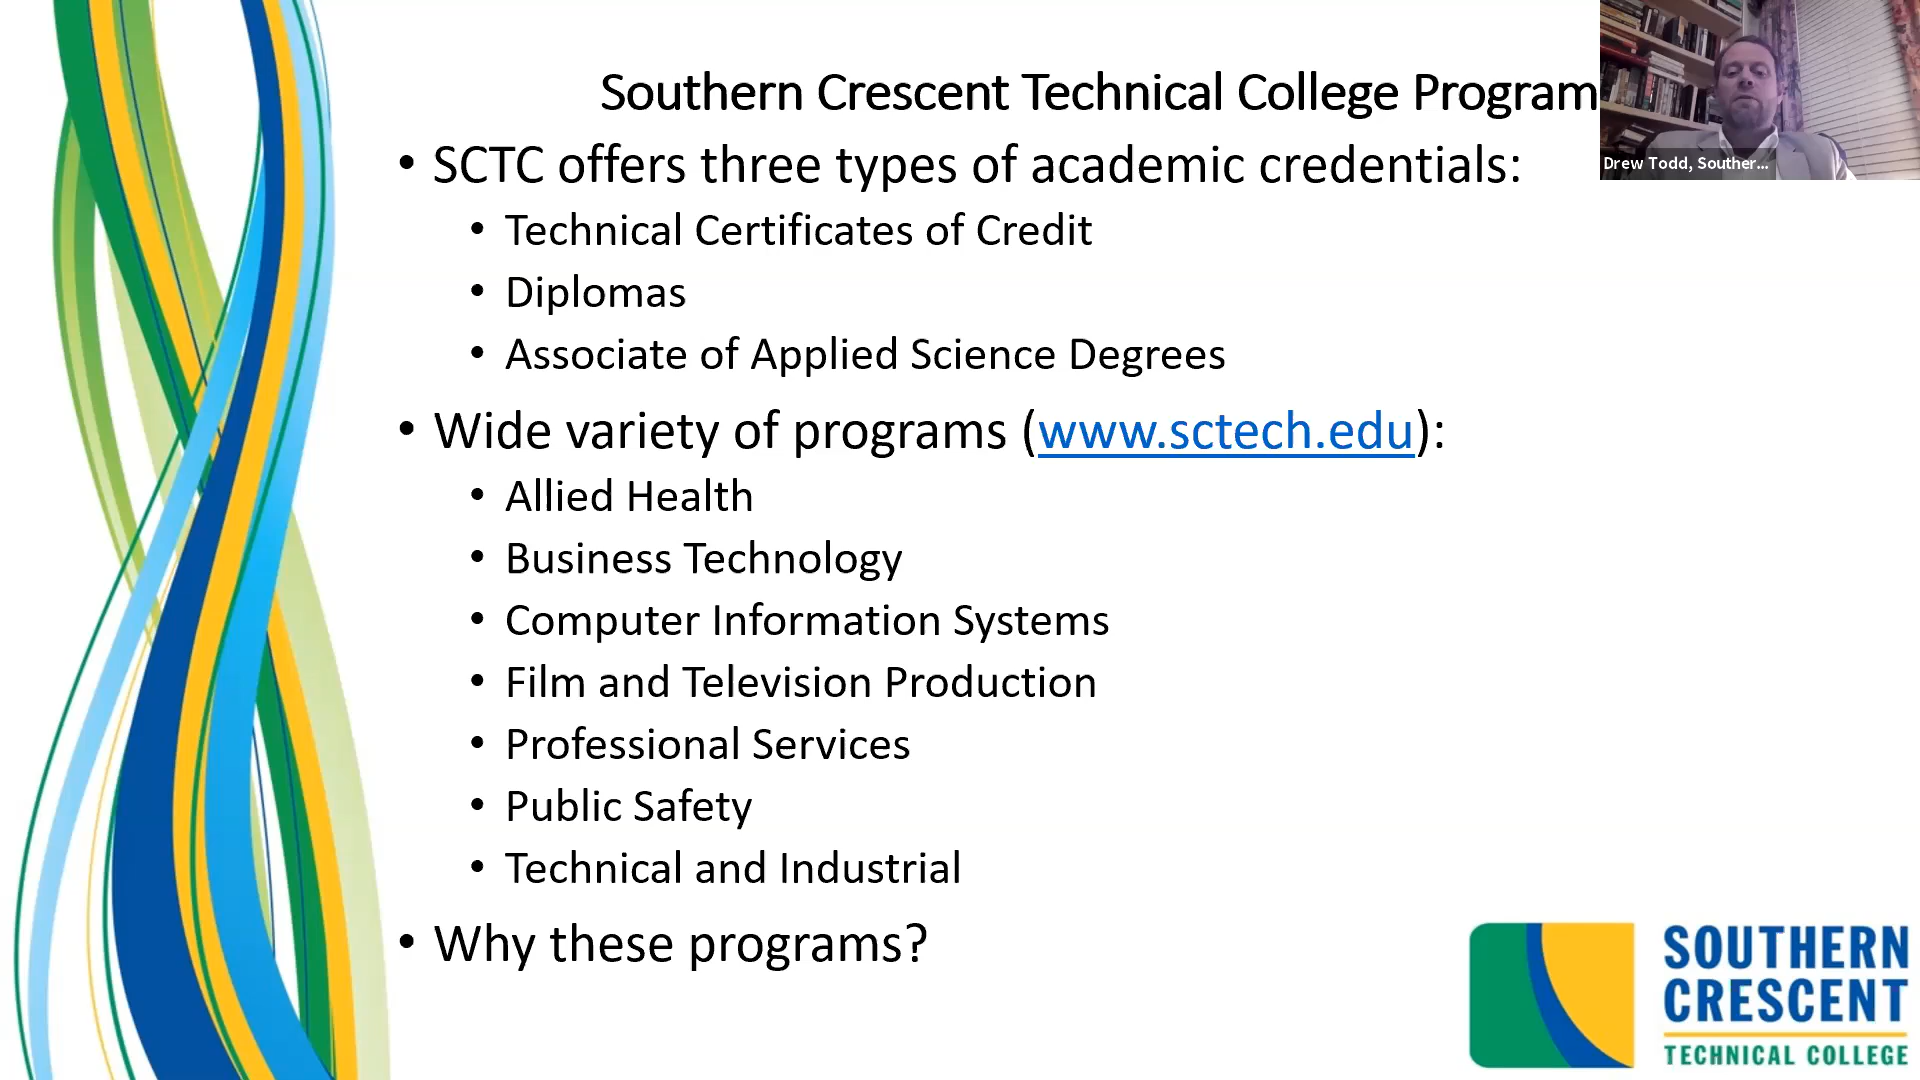 Southern Crescent Technical College Program
• SCTC offers three types of academic credentials:
• Technical Certificates of Credit
• Diplomas
• Associate of Applied Science Degrees
• Wide variety of programs (www.sctech.edu):
• Allied Health
• Business Technology
• Computer Information Systems
• Film and Television Production
• Professional Services
• Public Safety
• Technical and Industrial
• Why these programs?
Drew Todd, Souther...
SOUTHERN
CRESCENT
TECHNICAL COLLEGE